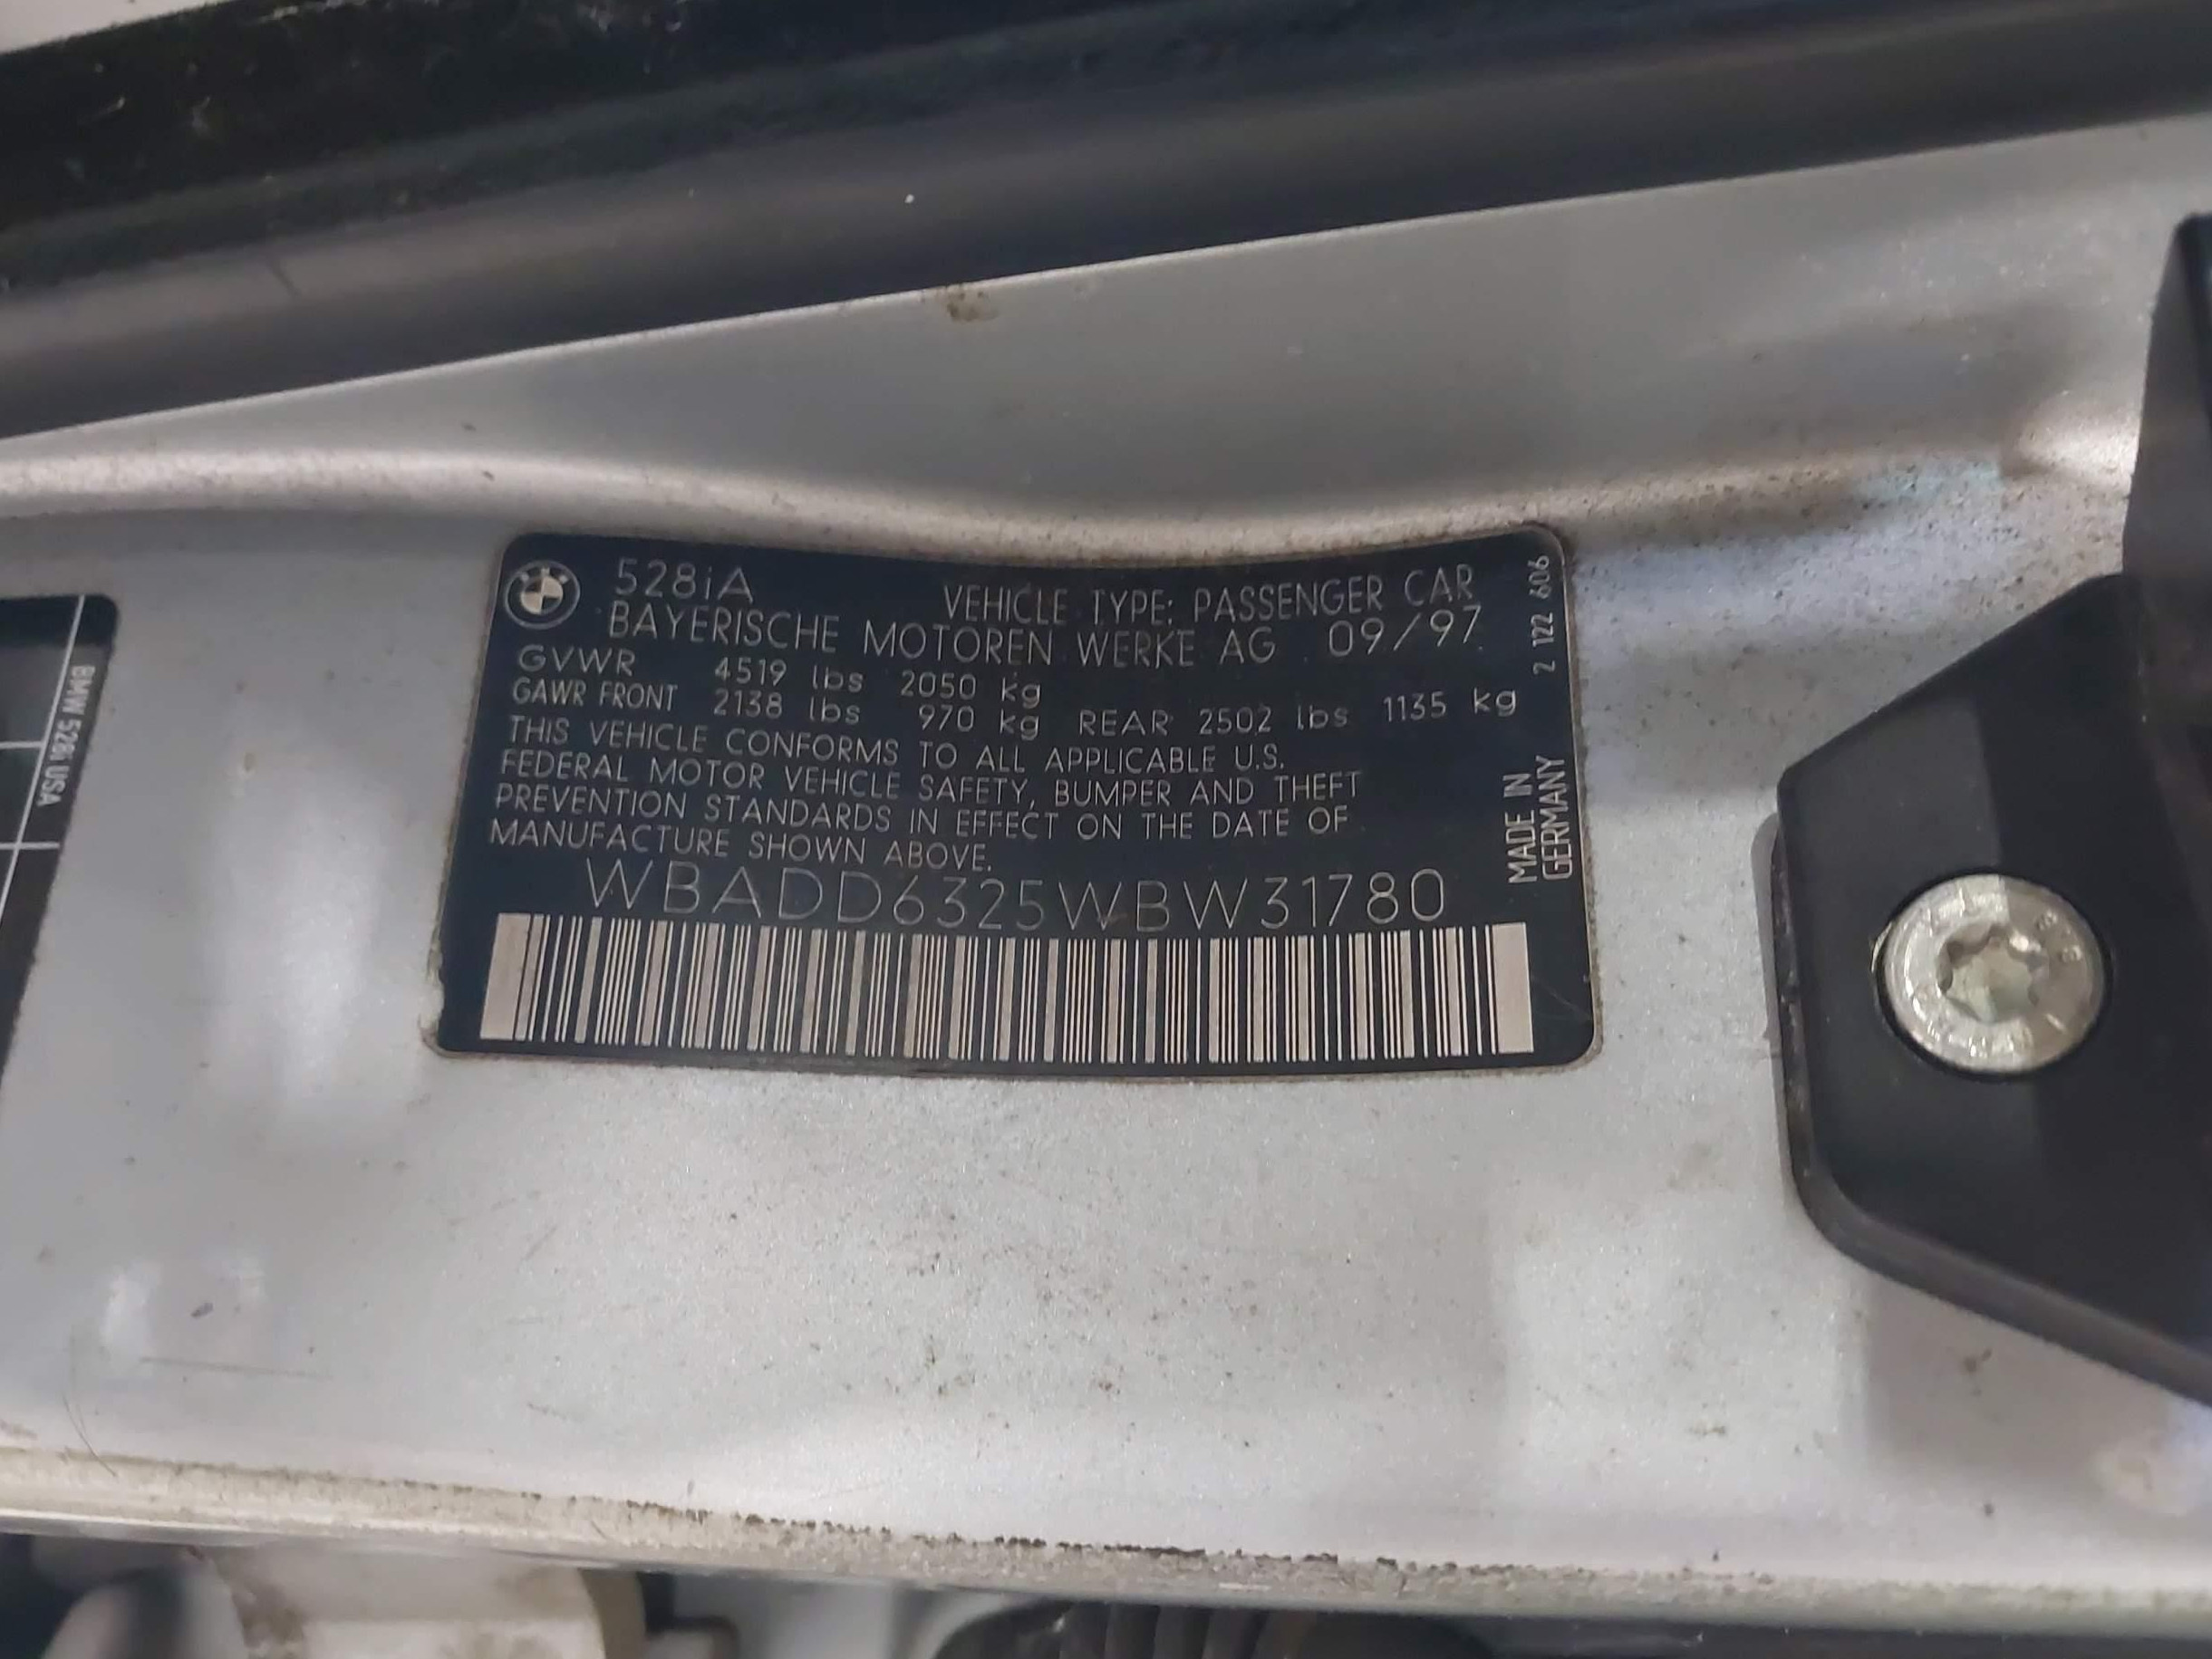 528iA
VEHICLE TYPE: PASSENGER CAR
BAYERISCHE MOTOREN WERKE AG 09/97
GVWR 4519 lbs 2050 kg
GAWR FRONT 2138 lbs 970 kg REAR 2502 lbs 1135 kg
THIS VEHICLE CONFORMS TO ALL APPLICABLE U.S.
FEDERAL MOTOR VEHICLE SAFETY, BUMPER AND THEFT
PREVENTION STANDARDS IN EFFECT ON THE DATE OF
MANUFACTURE SHOWN ABOVE.
WBADD6325WBW31780
2 122 606
MADE IN
GERMANY
BMW 528i USA